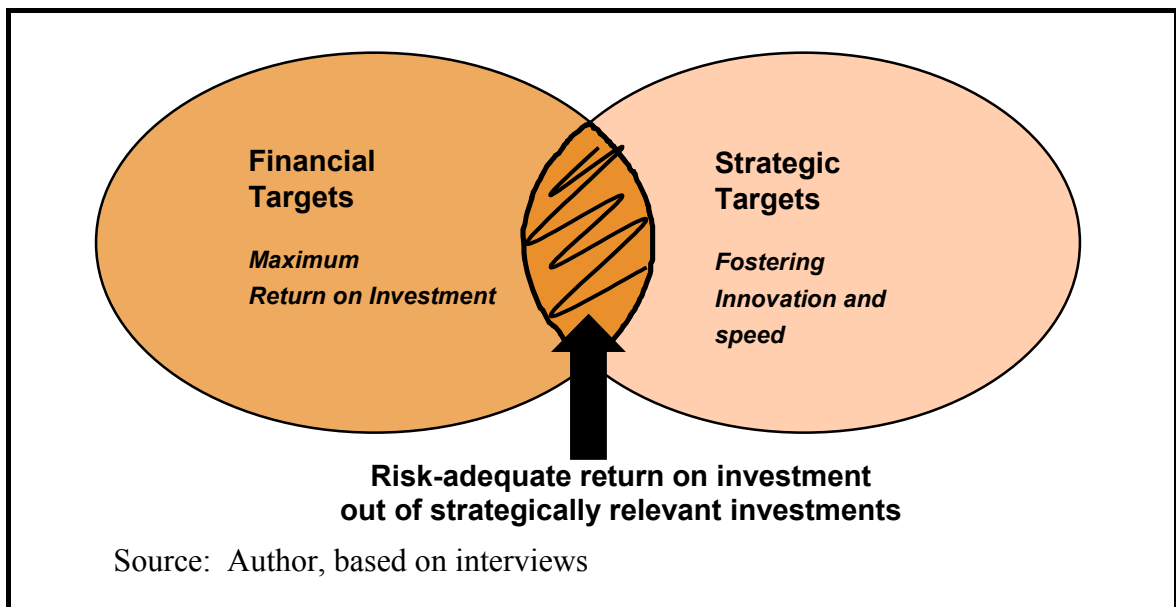 Financial
Targets
Maximum
Return on Investment
Strategic
Targets
Fostering
Innovation and
speed
Risk-adequate return on investment
out of strategically relevant investments
Source: Author, based on interviews